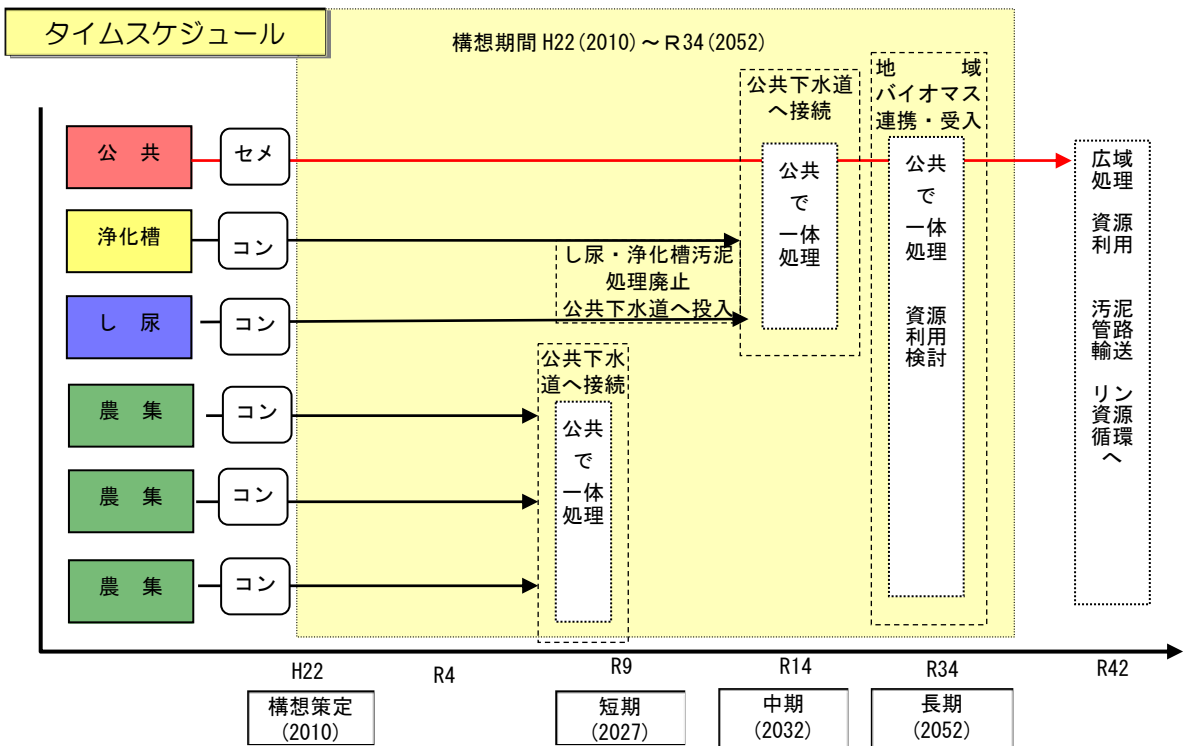 タイムスケジュール
構想期間 H22(2010)～R34(2052)
公共下水道
へ接続
地　　域
バイオマス
連携・受入
公　共
セメ
浄化槽
コン
し　尿
コン
農　集
コン
農　集
コン
農　集
コン
し尿・浄化槽汚泥
処理廃止
公共下水道へ投入
公共下水
道へ接続
公共
で
一体
処理
公共
で
一体
処理
公共
で
一体
処理
資源
利用
検討
広域
処理
資源
利用
汚泥
管路
輸送
リン
資源
循環
へ
H22
R4
R9
R14
R34
R42
構想策定
(2010)
短期
(2027)
中期
(2032)
長期
(2052)